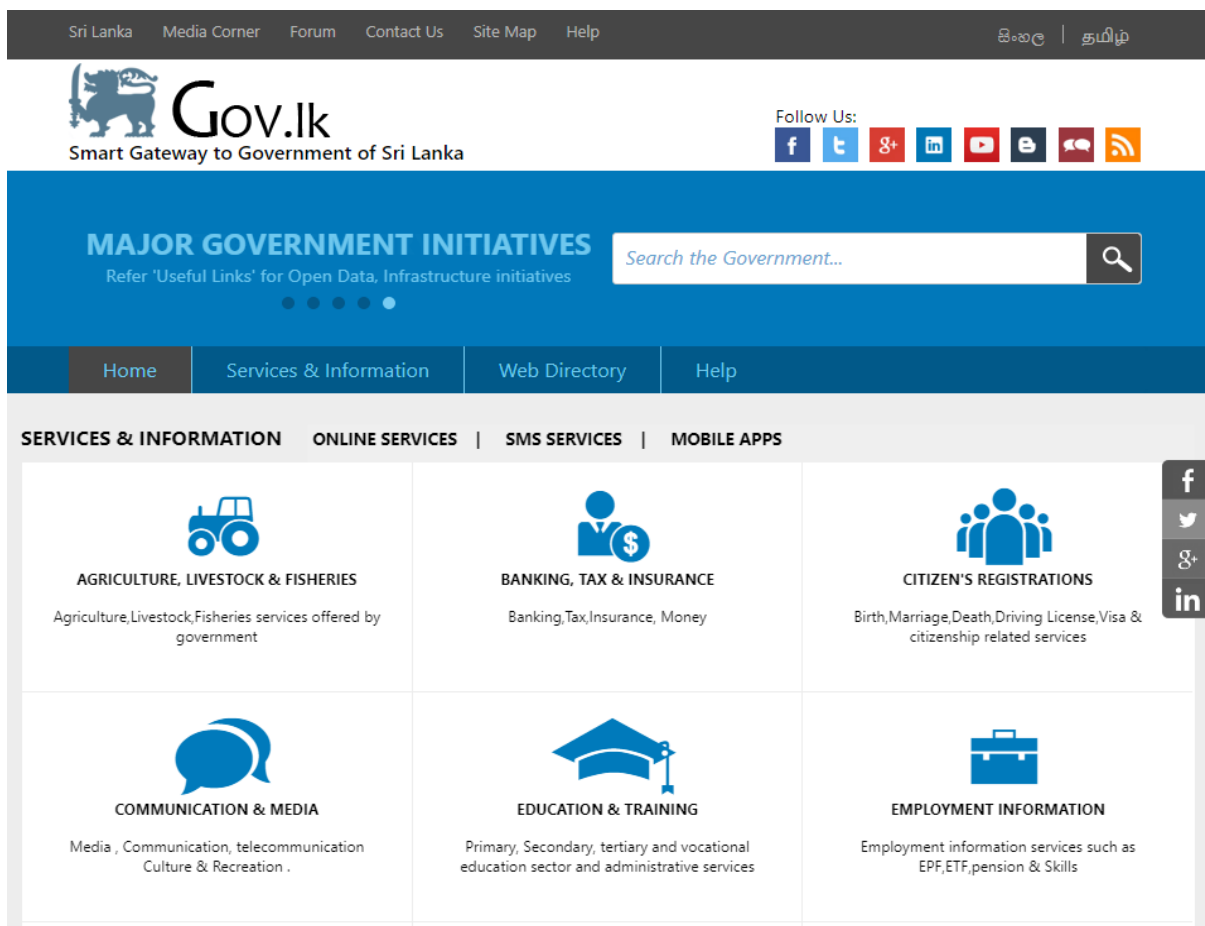 Sri Lanka Media Corner Forum Contact Us Site Map Help සිංහල | தமிழ்
Gov.lk
Smart Gateway to Government of Sri Lanka
Follow Us:
MAJOR GOVERNMENT INITIATIVES
Refer 'Useful Links' for Open Data, Infrastructure initiatives
Search the Government...
Home Services & Information Web Directory Help
SERVICES & INFORMATION ONLINE SERVICES | SMS SERVICES | MOBILE APPS
AGRICULTURE, LIVESTOCK & FISHERIES
Agriculture,Livestock,Fisheries services offered by
government
BANKING, TAX & INSURANCE
Banking,Tax,Insurance, Money
CITIZEN'S REGISTRATIONS
Birth,Marriage,Death,Driving License,Visa &
citizenship related services
COMMUNICATION & MEDIA
Media , Communication, telecommunication
Culture & Recreation .
EDUCATION & TRAINING
Primary, Secondary, tertiary and vocational
education sector and administrative services
EMPLOYMENT INFORMATION
Employment information services such as
EPF,ETF,pension & Skills